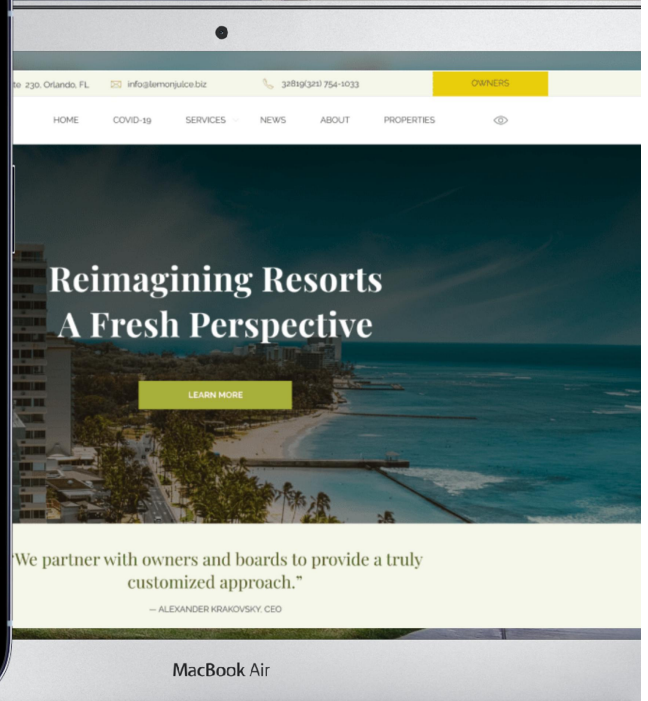 te 230, Orlando, FL info@lemonjuice.biz 32819(321) 754-1033 OWNERS
HOME COVID-19 SERVICES NEWS ABOUT PROPERTIES
Reimagining Resorts
A Fresh Perspective
LEARN MORE
“We partner with owners and boards to provide a truly
customized approach.”
— ALEXANDER KRAKOVSKY, CEO
MacBook Air